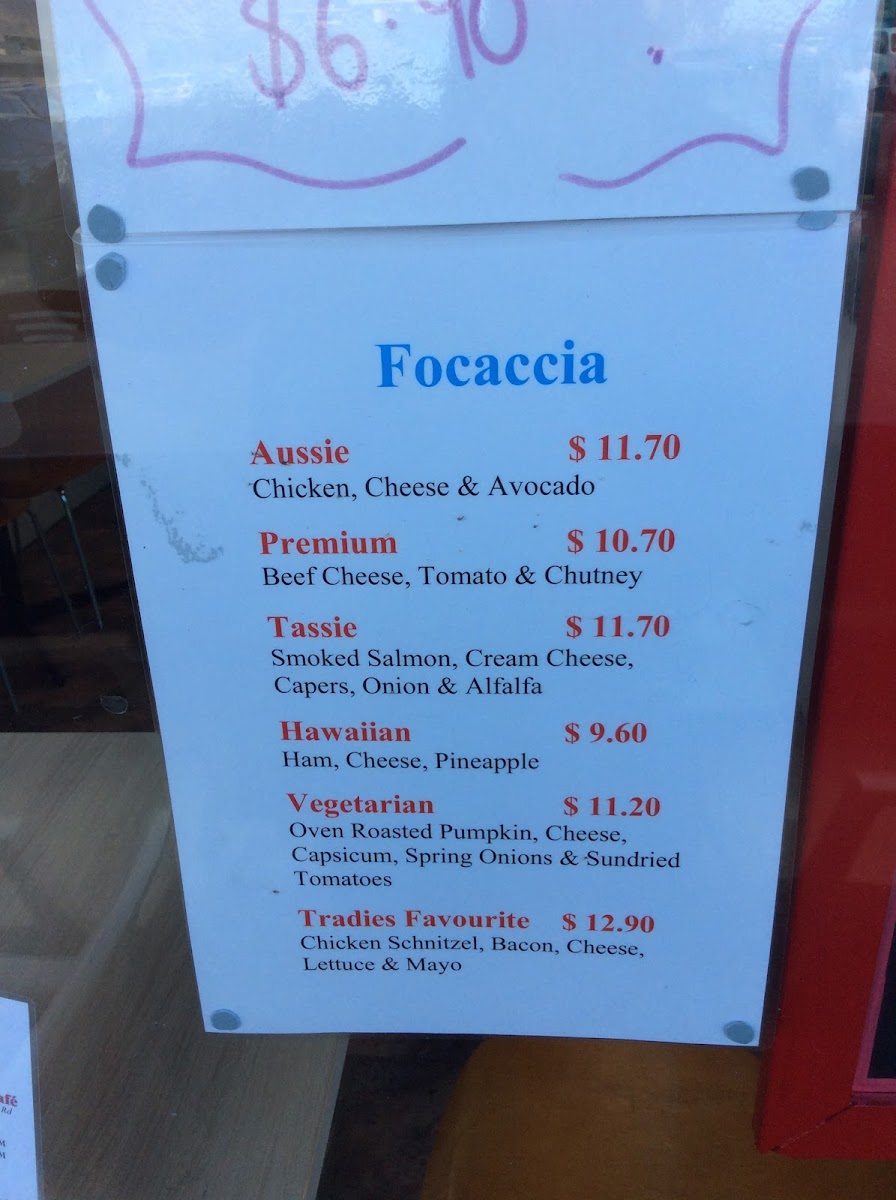 $6.90
Focaccia
Aussie $ 11.70
Chicken, Cheese & Avocado
Premium $ 10.70
Beef Cheese, Tomato & Chutney
Tassie $ 11.70
Smoked Salmon, Cream Cheese,
Capers, Onion & Alfalfa
Hawaiian $ 9.60
Ham, Cheese, Pineapple
Vegetarian $ 11.20
Oven Roasted Pumpkin, Cheese,
Capsicum, Spring Onions & Sundried
Tomatoes
Tradies Favourite $ 12.90
Chicken Schnitzel, Bacon, Cheese,
Lettuce & Mayo
Rd